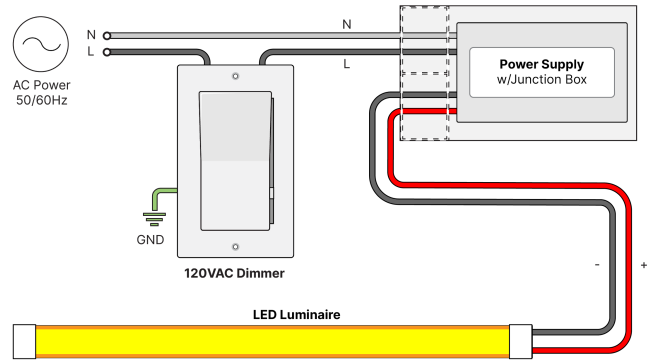 N
N
L
L
AC Power
50/60Hz
Power Supply
w/Junction Box
GND
120VAC Dimmer
-
+
LED Luminaire